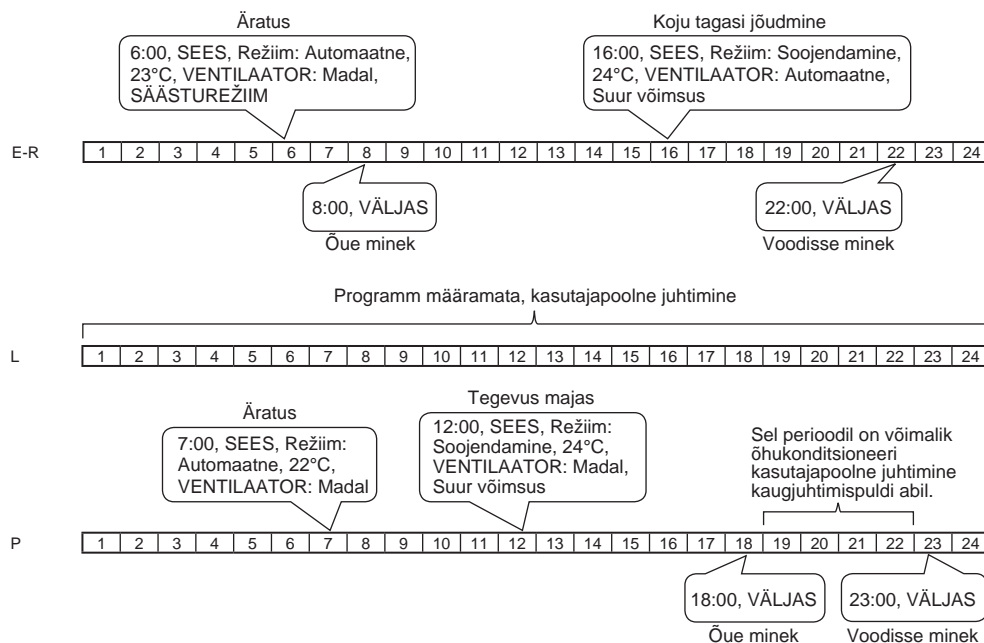 Äratus
6:00, SEES, Režiim: Automaatne,
23°C, VENTILAATOR: Madal,
SÄÄSTUREŽIIM
Koju tagasi jõudmine
16:00, SEES, Režiim: Soojendamine,
24°C, VENTILAATOR: Automaatne,
Suur võimsus
E-R 1 2 3 4 5 6 7 8 9 10 11 12 13 14 15 16 17 18 19 20 21 22 23 24
8:00, VÄLJAS
Õue minek
22:00, VÄLJAS
Voodisse minek
Programm määramata, kasutajapoolne juhtimine
L 1 2 3 4 5 6 7 8 9 10 11 12 13 14 15 16 17 18 19 20 21 22 23 24
Äratus
7:00, SEES, Režiim:
Automaatne, 22°C,
VENTILAATOR: Madal
Tegevus majas
12:00, SEES, Režiim:
Soojendamine, 24°C,
VENTILAATOR: Madal,
Suur võimsus
Sel perioodil on võimalik
õhukonditsioneeri
kasutajapoolne juhtimine
kaugjuhtimispuldi abil.
P 1 2 3 4 5 6 7 8 9 10 11 12 13 14 15 16 17 18 19 20 21 22 23 24
18:00, VÄLJAS
Õue minek
23:00, VÄLJAS
Voodisse minek